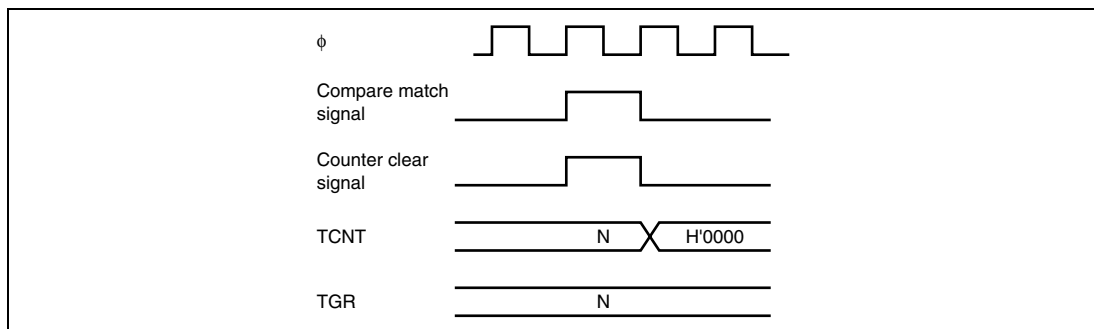 ϕ
Compare match
signal
Counter clear
signal
TCNT N H'0000
TGR N